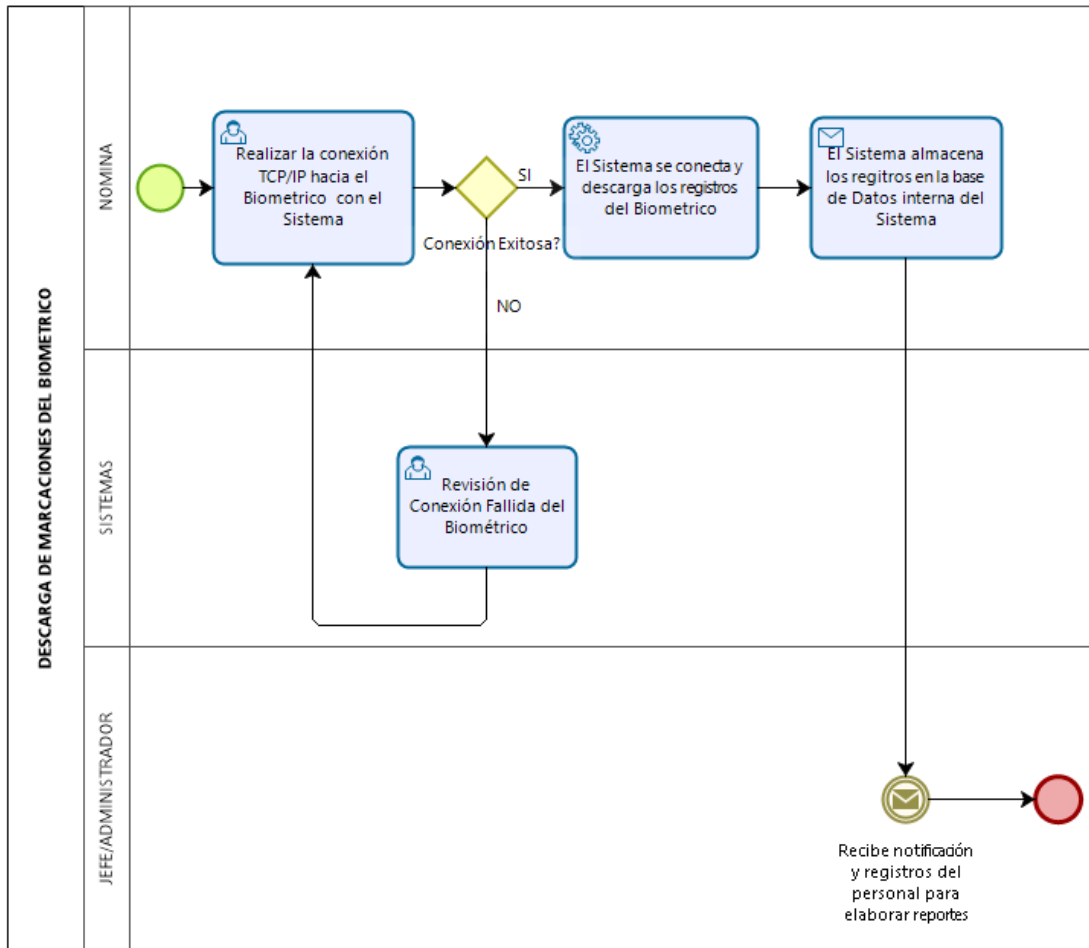 DESCARGA DE MARCACIONES DEL BIOMETRICO
NOMINA
Realizar la conexión
TCP/IP hacia el
Biometrico con el
Sistema
SI
Conexión Exitosa?
NO
El Sistema se conecta y
descarga los registros
del Biometrico
El Sistema almacena
los regitros en la base
de Datos interna del
Sistema
SISTEMAS
Revisión de
Conexión Fallida del
Biométrico
JEFE/ADMINISTRADOR
Recibe notificación
y registros del
personal para
elaborar reportes